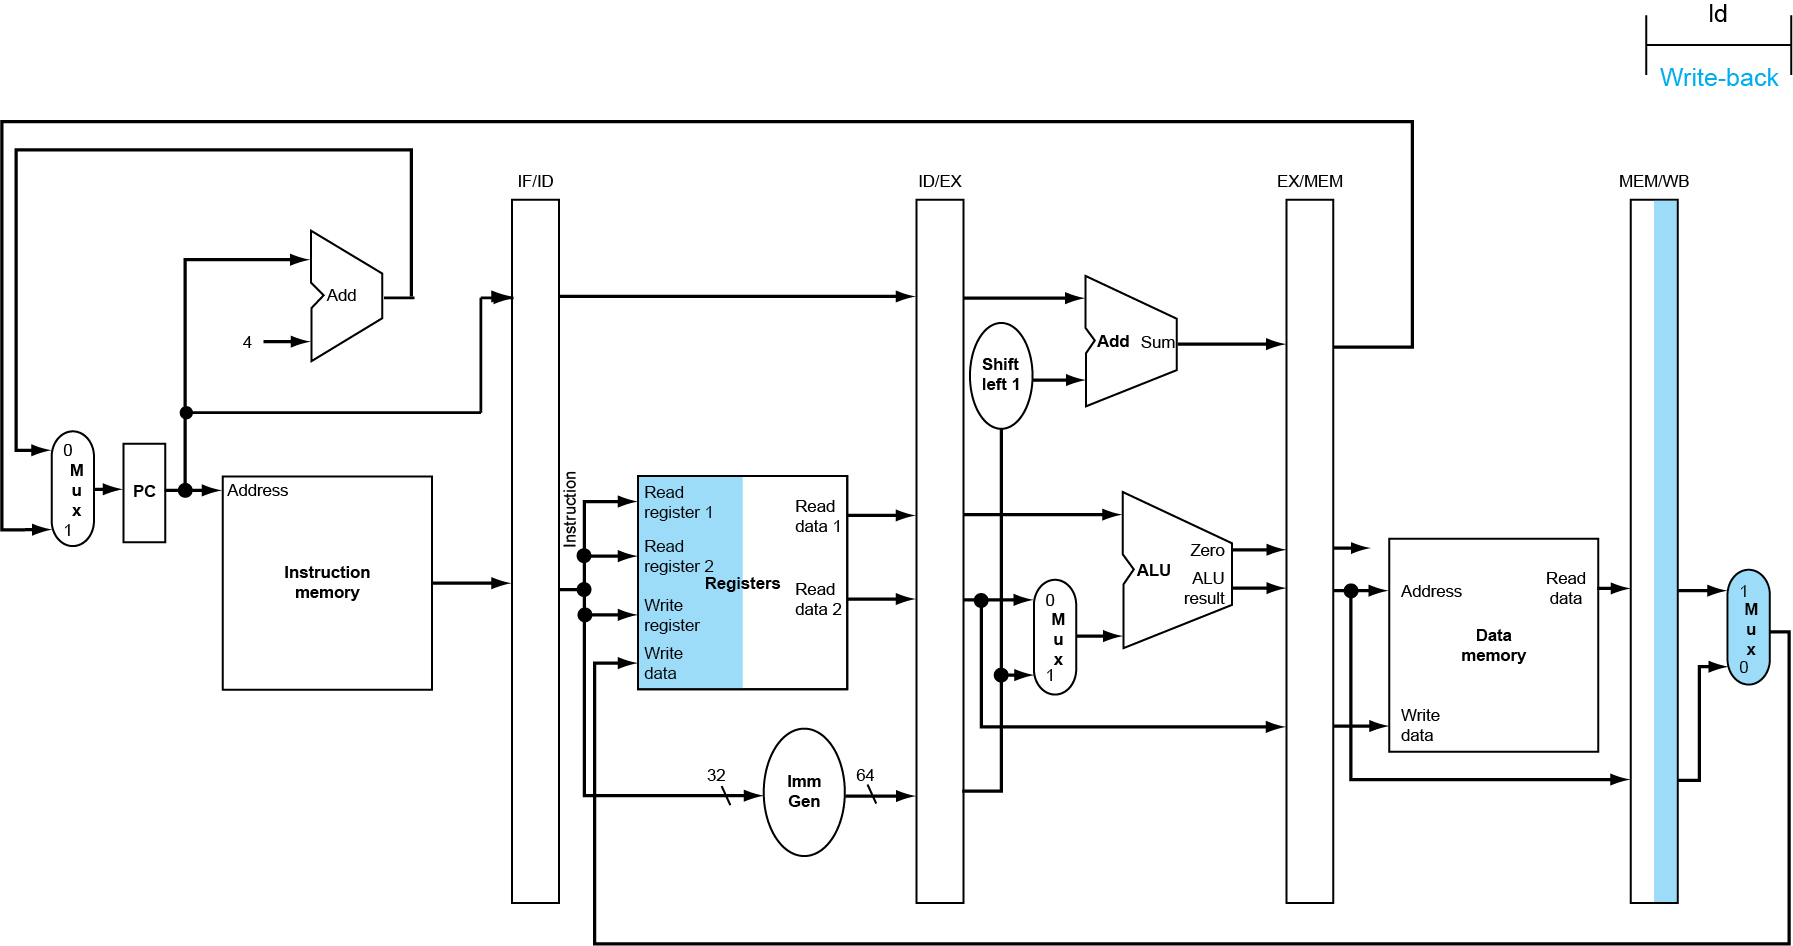 ld
Write-back
IF/ID
ID/EX
EX/MEM
MEM/WB
Add
4
0
M
u
x
1
PC
Address
Instruction
memory
Instruction
Read
register 1
Read
register 2
Registers
Write
register
Write
data
Read
data 1
Read
data 2
32
Imm
Gen
64
Shift
left 1
Add Sum
0
M
u
x
1
Zero
ALU
ALU
result
Address
Read
data
Data
memory
Write
data
1
M
u
x
0